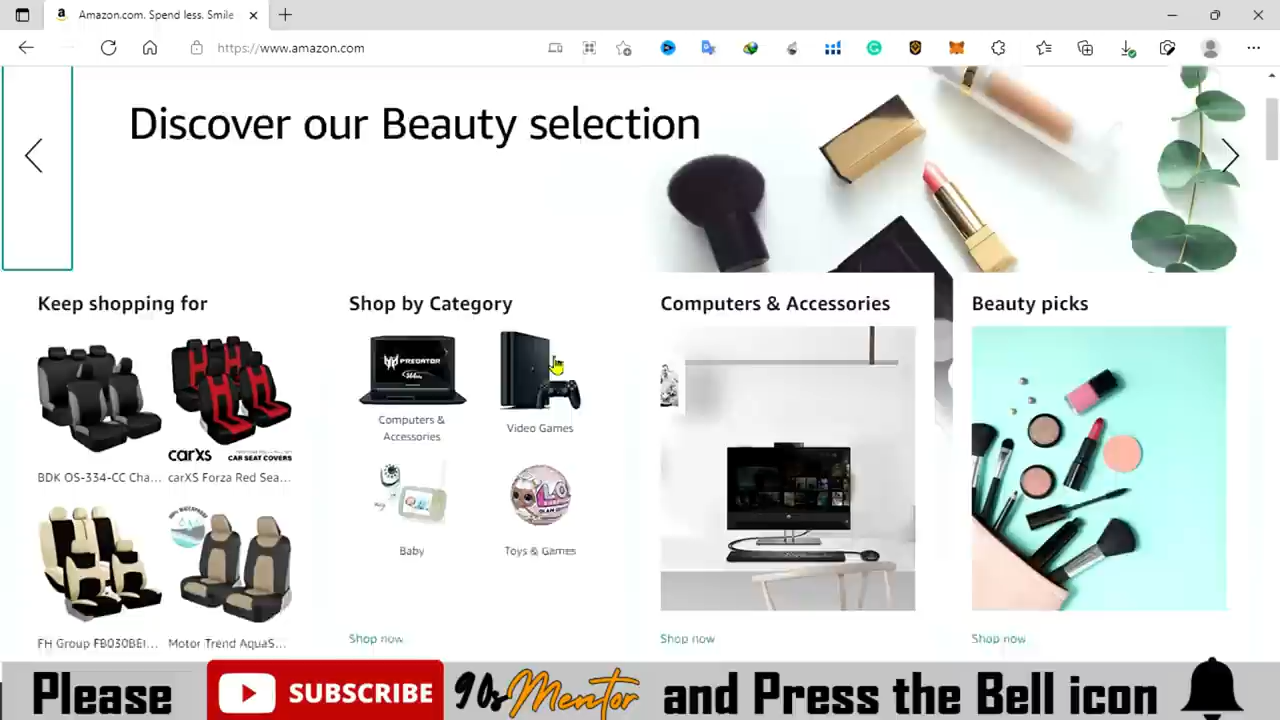 Amazon.com. Spend less. Smile
https://www.amazon.com
Discover our Beauty selection
Keep shopping for
Shop by Category
Computers & Accessories
Beauty picks
PREDATOR
Computers &
Accessories
Video Games
carXS
CAR SEAT COVERS
BDK OS-334-CC Cha...
carXS Forza Red Sea...
Baby
Toys & Games
FH Group FB030BEI...
Motor Trend AquaS...
Shop now
Shop now
Shop now
Please
SUBSCRIBE
90s Mentor
and Press the Bell icon